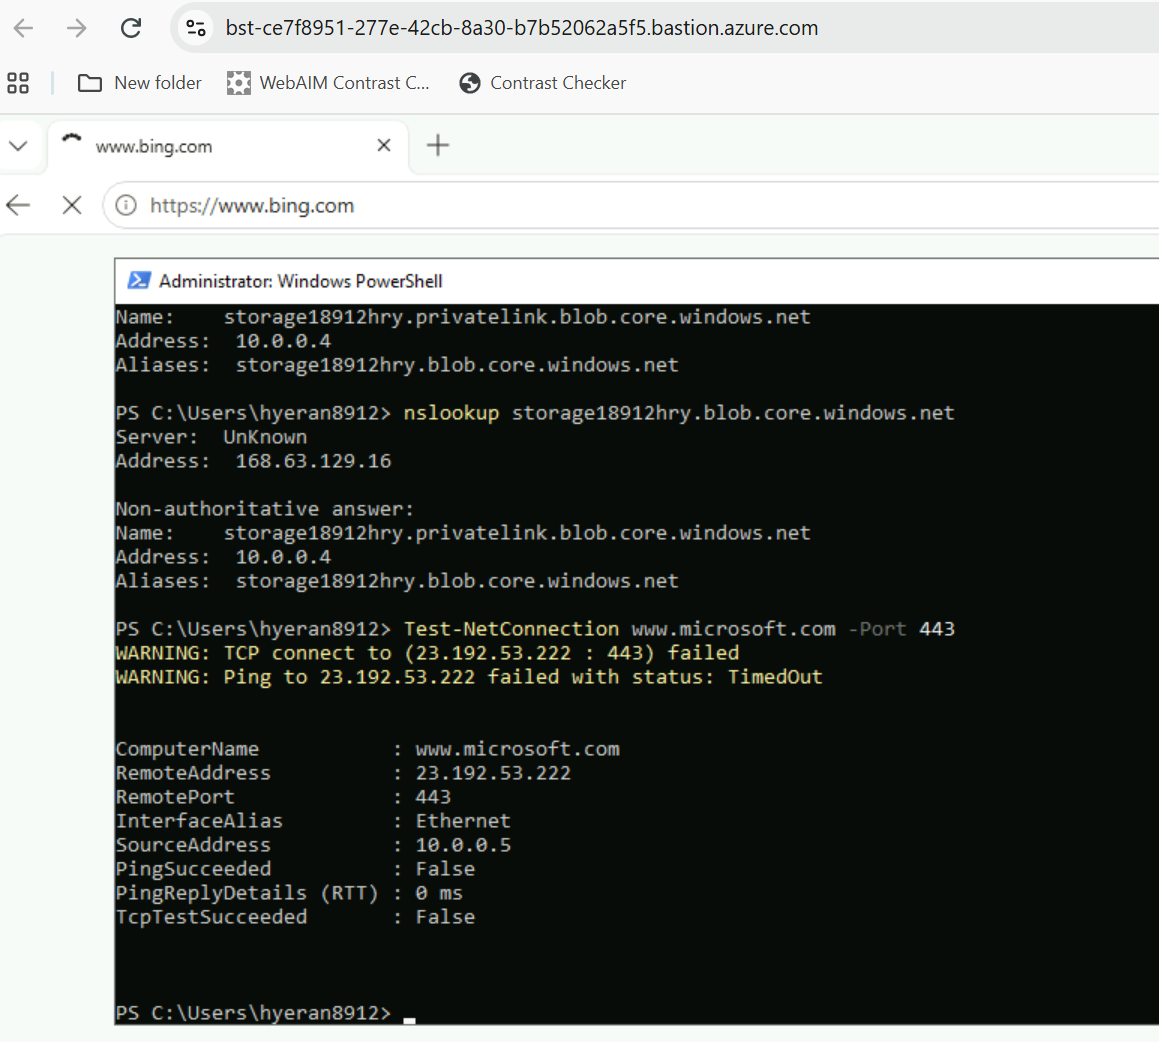 bst-ce7f8951-277e-42cb-8a30-b7b52062a5f5.bastion.azure.com
New folder WebAIM Contrast C... Contrast Checker
www.bing.com
https://www.bing.com
Administrator: Windows PowerShell
Name:    storage18912hry.privatelink.blob.core.windows.net
Address:  10.0.0.4
Aliases:  storage18912hry.blob.core.windows.net
PS C:\Users\hyeran8912> nslookup storage18912hry.blob.core.windows.net
Server:  UnKnown
Address:  168.63.129.16
Non-authoritative answer:
Name:    storage18912hry.privatelink.blob.core.windows.net
Address:  10.0.0.4
Aliases:  storage18912hry.blob.core.windows.net
PS C:\Users\hyeran8912> Test-NetConnection www.microsoft.com -Port 443
WARNING: TCP connect to (23.192.53.222 : 443) failed
WARNING: Ping to 23.192.53.222 failed with status: TimedOut
ComputerName           : www.microsoft.com
RemoteAddress          : 23.192.53.222
RemotePort             : 443
InterfaceAlias         : Ethernet
SourceAddress          : 10.0.0.5
PingSucceeded          : False
PingReplyDetails (RTT) : 0 ms
TcpTestSucceeded       : False
PS C:\Users\hyeran8912>